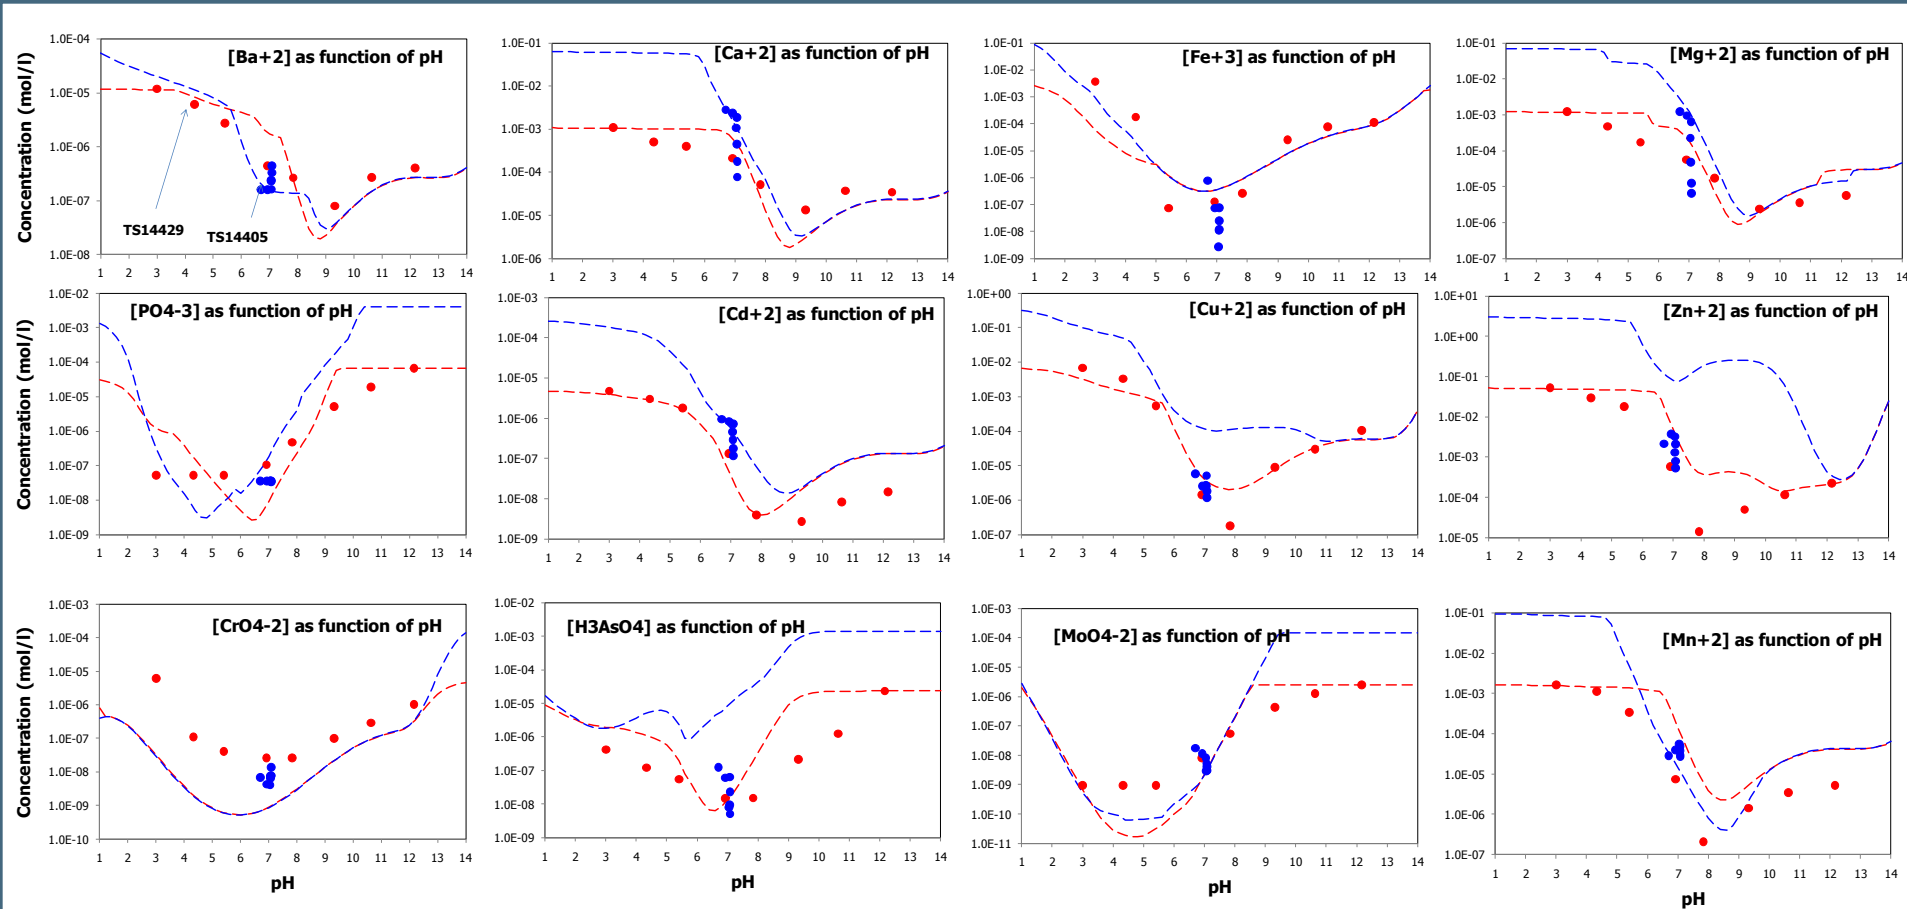 [Ba+2] as function of pH
Concentration (mol/l)
1.0E-04
1.0E-05
1.0E-06
1.0E-07
1.0E-08
TS14429
TS14405
1 2 3 4 5 6 7 8 9 10 11 12 13 14
[Ca+2] as function of pH
1.0E-01
1.0E-02
1.0E-03
1.0E-04
1.0E-05
1.0E-06
1 2 3 4 5 6 7 8 9 10 11 12 13 14
[Fe+3] as function of pH
1.0E-01
1.0E-02
1.0E-03
1.0E-04
1.0E-05
1.0E-06
1.0E-07
1.0E-08
1.0E-09
1 2 3 4 5 6 7 8 9 10 11 12 13 14
[Mg+2] as function of pH
1.0E-01
1.0E-02
1.0E-03
1.0E-04
1.0E-05
1.0E-06
1.0E-07
1 2 3 4 5 6 7 8 9 10 11 12 13 14
[PO4-3] as function of pH
Concentration (mol/l)
1.0E-02
1.0E-03
1.0E-04
1.0E-05
1.0E-06
1.0E-07
1.0E-08
1.0E-09
1 2 3 4 5 6 7 8 9 10 11 12 13 14
[Cd+2] as function of pH
1.0E-03
1.0E-04
1.0E-05
1.0E-06
1.0E-07
1.0E-08
1.0E-09
1 2 3 4 5 6 7 8 9 10 11 12 13 14
[Cu+2] as function of pH
1.0E+00
1.0E-01
1.0E-02
1.0E-03
1.0E-04
1.0E-05
1.0E-06
1.0E-07
1 2 3 4 5 6 7 8 9 10 11 12 13 14
[Zn+2] as function of pH
1.0E+01
1.0E+00
1.0E-01
1.0E-02
1.0E-03
1.0E-04
1.0E-05
1 2 3 4 5 6 7 8 9 10 11 12 13 14
[CrO4-2] as function of pH
Concentration (mol/l)
1.0E-03
1.0E-04
1.0E-05
1.0E-06
1.0E-07
1.0E-08
1.0E-09
1.0E-10
1 2 3 4 5 6 7 8 9 10 11 12 13 14
pH
[H3AsO4] as function of pH
1.0E-02
1.0E-03
1.0E-04
1.0E-05
1.0E-06
1.0E-07
1.0E-08
1.0E-09
1 2 3 4 5 6 7 8 9 10 11 12 13 14
pH
[MoO4-2] as function of pH
1.0E-03
1.0E-04
1.0E-05
1.0E-06
1.0E-07
1.0E-08
1.0E-09
1.0E-10
1.0E-11
1 2 3 4 5 6 7 8 9 10 11 12 13 14
pH
[Mn+2] as function of pH
1.0E-01
1.0E-02
1.0E-03
1.0E-04
1.0E-05
1.0E-06
1.0E-07
1 2 3 4 5 6 7 8 9 10 11 12 13 14
pH